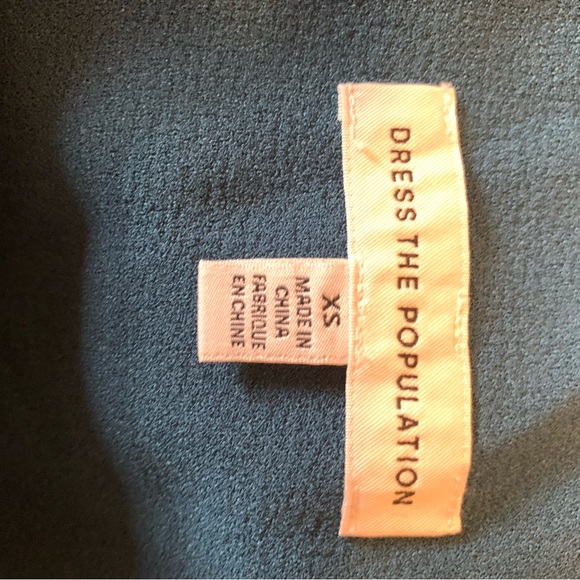 DRESS THE POPULATION
XS
MADE IN
CHINA
FABRIQUE
EN CHINE